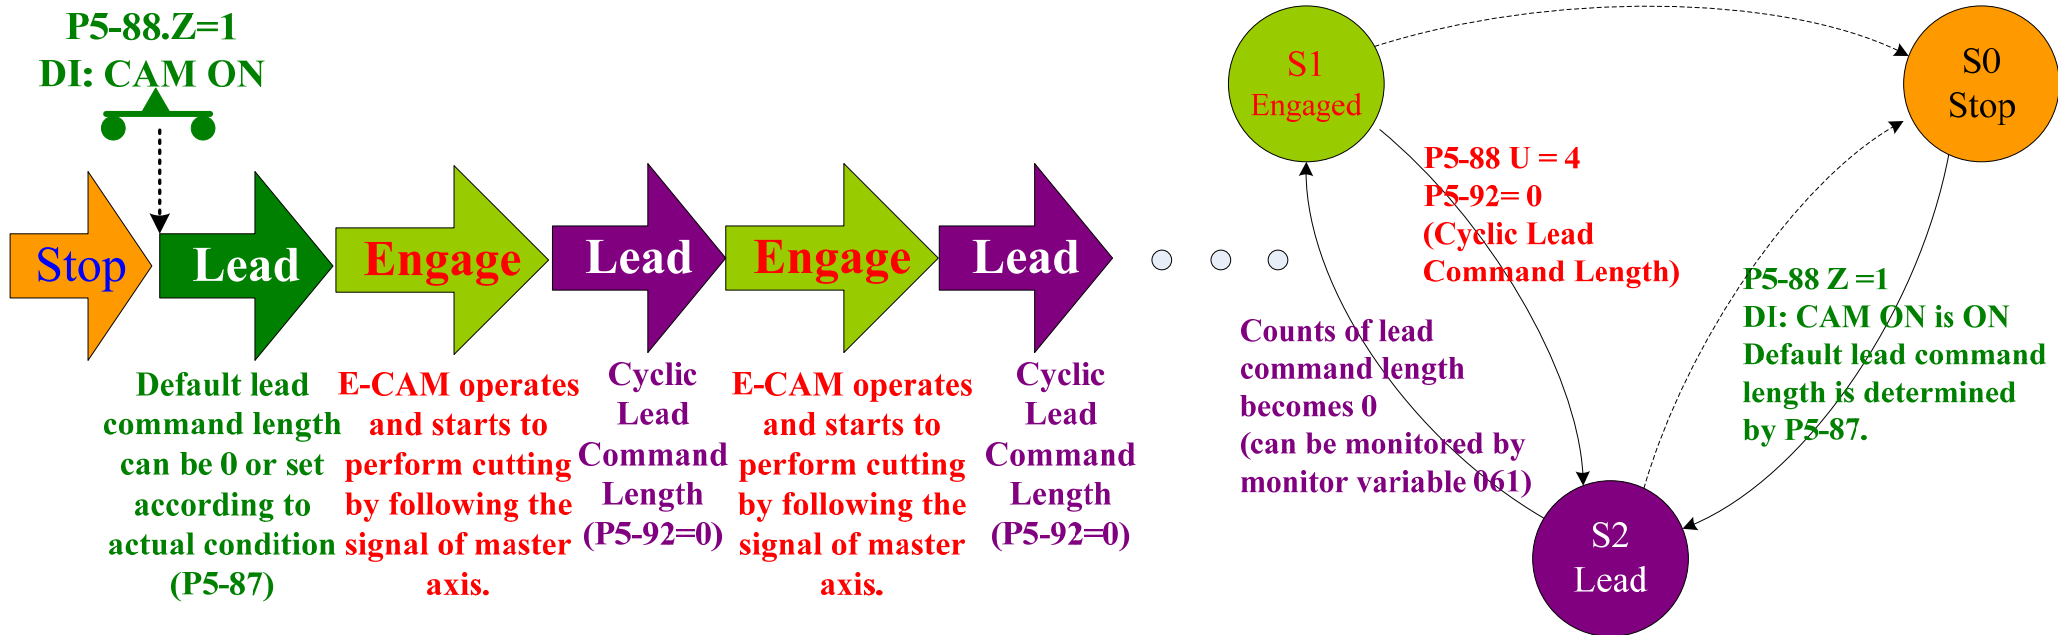 P5-88.Z=1
DI: CAM ON
Stop
Lead
Engage
Lead
Engage
Lead
Default lead
command length
can be 0 or set
according to
actual condition
(P5-87)
E-CAM operates
and starts to
perform cutting
by following the
signal of master
axis.
Cyclic
Lead
Command
Length
(P5-92=0)
E-CAM operates
and starts to
perform cutting
by following the
signal of master
axis.
Cyclic
Lead
Command
Length
(P5-92=0)
S1
Engaged
S0
Stop
P5-88 U = 4
P5-92= 0
(Cyclic Lead
Command Length)
P5-88 Z =1
DI: CAM ON is ON
Default lead command
length is determined
by P5-87.
Counts of lead
command length
becomes 0
(can be monitored by
monitor variable 061)
S2
Lead